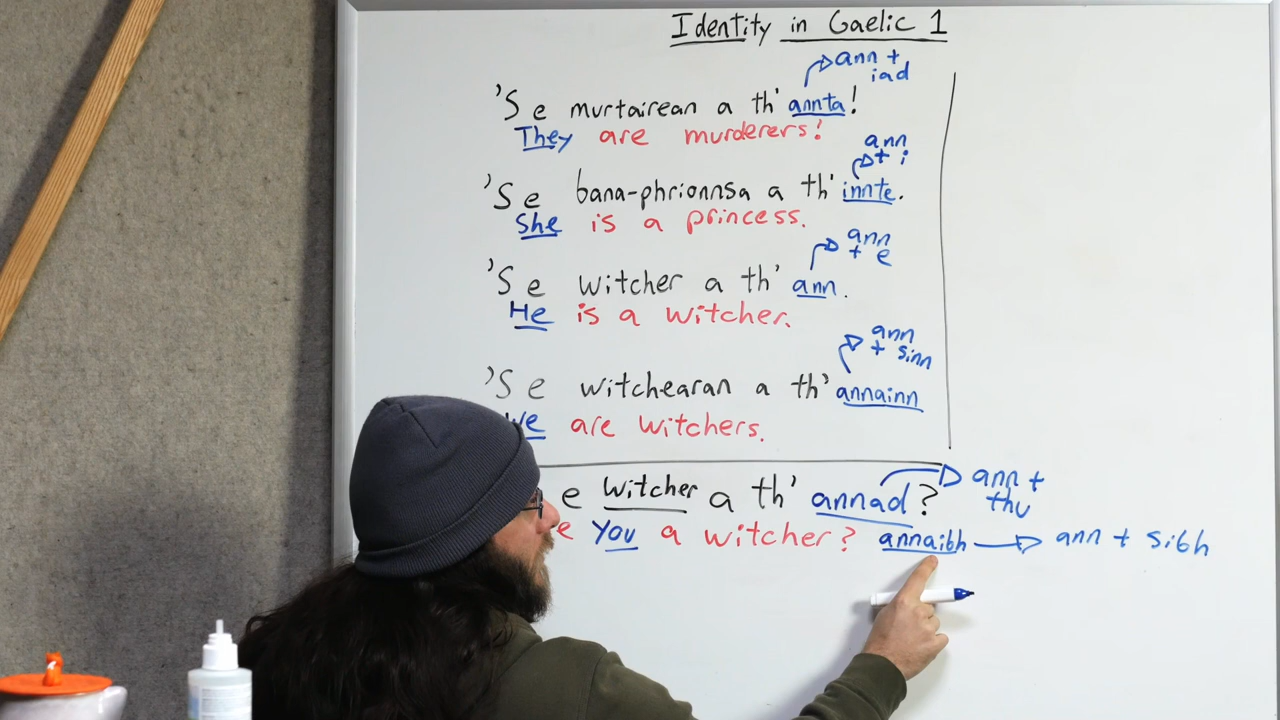 Identity in Gaelic 1
ann +
iad
'S e murtairean a th' annta!
They are murderers!
ann
+ i
'S e bana-phrionnsa a th' innte.
She is a princess.
ann
+ e
'S e witcher a th' ann.
He is a witcher.
ann
+ sinn
'S e witchearan a th' annainn
We are witchers.
e witcher a th' annad?
ann +
thu
e you a witcher? annaibh → ann + sibh